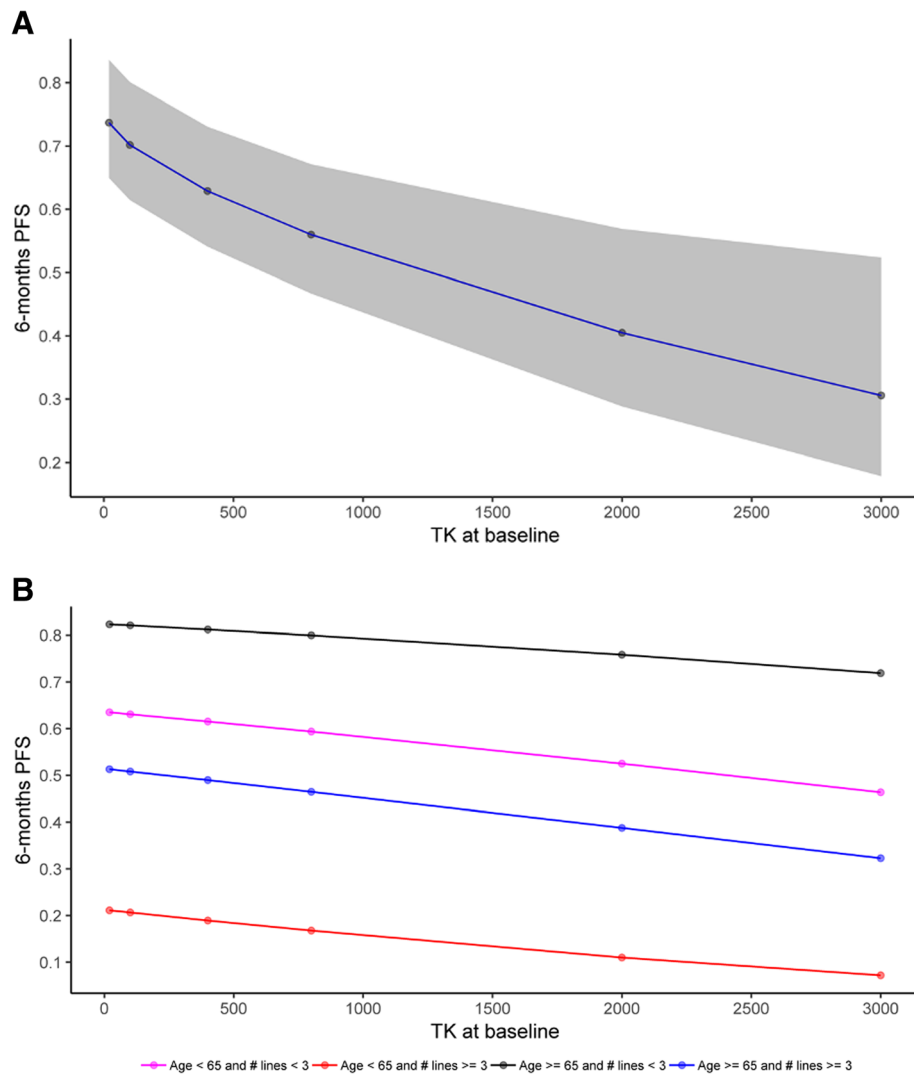 A
0.8
0.7
0.6
0.5
0.4
0.3
0.2
6-months PFS
0 500 1000 1500 2000 2500 3000
TK at baseline
B
0.8
0.7
0.6
0.5
0.4
0.3
0.2
0.1
6-months PFS
0 500 1000 1500 2000 2500 3000
TK at baseline
Age < 65 and # lines < 3 Age < 65 and # lines >= 3 Age >= 65 and # lines < 3 Age >= 65 and # lines >= 3